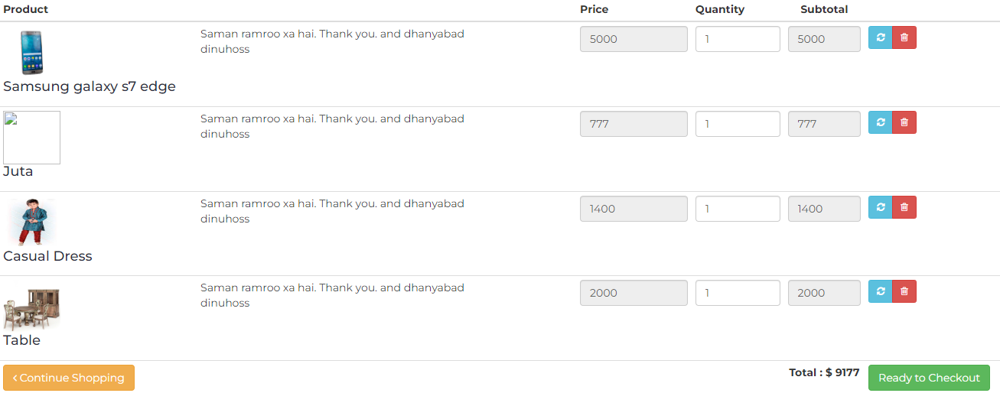 Product Price Quantity Subtotal
Saman ramroo xa hai. Thank you. and dhanyabad 5000 1 5000
dinuhoss
Samsung galaxy s7 edge
Saman ramroo xa hai. Thank you. and dhanyabad 777 1 777
dinuhoss
Juta
Saman ramroo xa hai. Thank you. and dhanyabad 1400 1 1400
dinuhoss
Casual Dress
Saman ramroo xa hai. Thank you. and dhanyabad 2000 1 2000
dinuhoss
Table
Continue Shopping Total : $ 9177 Ready to Checkout